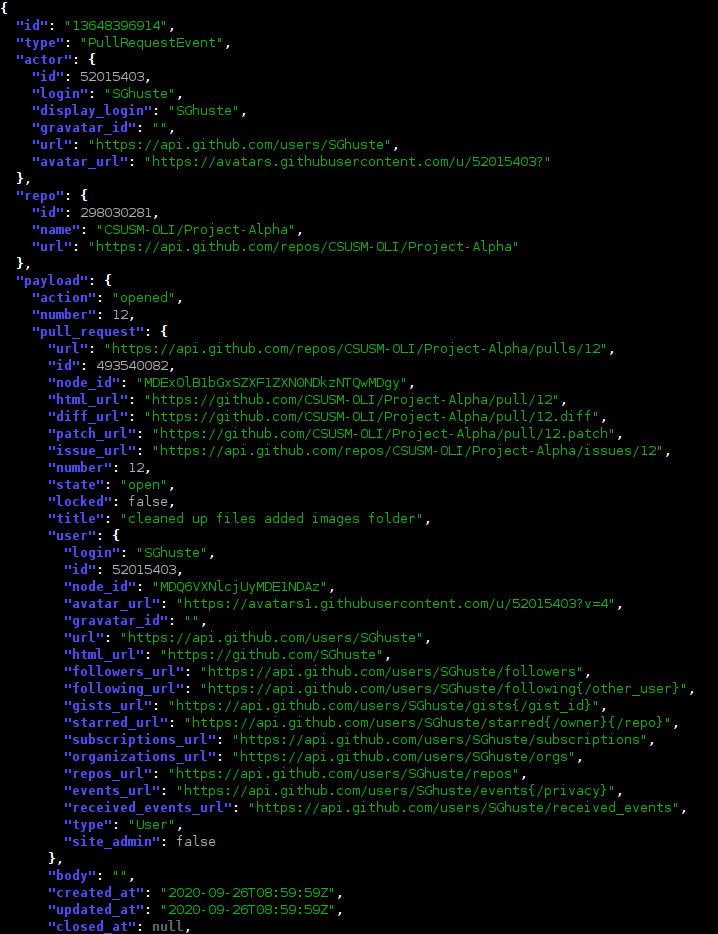 {
  "id": "13648396914",
  "type": "PullRequestEvent",
  "actor": {
    "id": 52015403,
    "login": "SGhuste",
    "display_login": "SGhuste",
    "gravatar_id": "",
    "url": "https://api.github.com/users/SGhuste",
    "avatar_url": "https://avatars.githubusercontent.com/u/52015403?"
  },
  "repo": {
    "id": 298030281,
    "name": "CSUSM-OLI/Project-Alpha",
    "url": "https://api.github.com/repos/CSUSM-OLI/Project-Alpha"
  },
  "payload": {
    "action": "opened",
    "number": 12,
    "pull_request": {
      "url": "https://api.github.com/repos/CSUSM-OLI/Project-Alpha/pulls/12",
      "id": 493540082,
      "node_id": "MDExOlB1bGxSZXF1ZXN0NDkzNTQwMDgy",
      "html_url": "https://github.com/CSUSM-OLI/Project-Alpha/pull/12",
      "diff_url": "https://github.com/CSUSM-OLI/Project-Alpha/pull/12.diff",
      "patch_url": "https://github.com/CSUSM-OLI/Project-Alpha/pull/12.patch",
      "issue_url": "https://api.github.com/repos/CSUSM-OLI/Project-Alpha/issues/12",
      "number": 12,
      "state": "open",
      "locked": false,
      "title": "cleaned up files added images folder",
      "user": {
        "login": "SGhuste",
        "id": 52015403,
        "node_id": "MDQ6VXNlcjUyMDE1NDAz",
        "avatar_url": "https://avatars1.githubusercontent.com/u/52015403?v=4",
        "gravatar_id": "",
        "url": "https://api.github.com/users/SGhuste",
        "html_url": "https://github.com/SGhuste",
        "followers_url": "https://api.github.com/users/SGhuste/followers",
        "following_url": "https://api.github.com/users/SGhuste/following{/other_user}",
        "gists_url": "https://api.github.com/users/SGhuste/gists{/gist_id}",
        "starred_url": "https://api.github.com/users/SGhuste/starred{/owner}{/repo}",
        "subscriptions_url": "https://api.github.com/users/SGhuste/subscriptions",
        "organizations_url": "https://api.github.com/users/SGhuste/orgs",
        "repos_url": "https://api.github.com/users/SGhuste/repos",
        "events_url": "https://api.github.com/users/SGhuste/events{/privacy}",
        "received_events_url": "https://api.github.com/users/SGhuste/received_events",
        "type": "User",
        "site_admin": false
      },
      "body": "",
      "created_at": "2020-09-26T08:59:59Z",
      "updated_at": "2020-09-26T08:59:59Z",
      "closed_at": null,